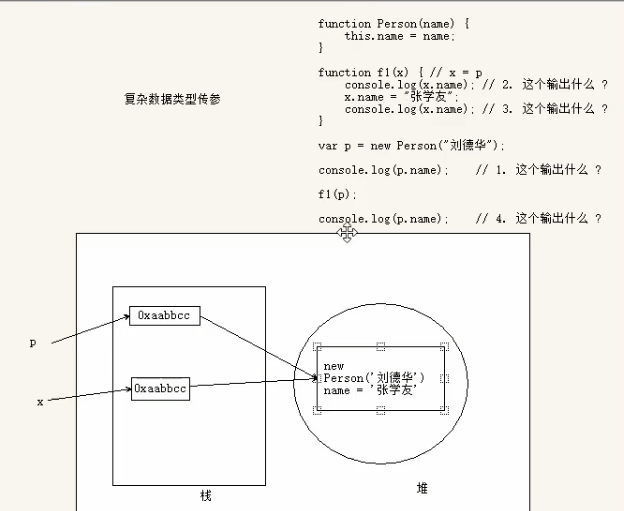 function Person(name) {
this.name = name;
}
function f1(x) { // x = p
console.log(x.name); // 2. 这个输出什么 ?
x.name = "张学友";
console.log(x.name); // 3. 这个输出什么 ?
}
var p = new Person("刘德华");
console.log(p.name); // 1. 这个输出什么 ?
f1(p);
console.log(p.name); // 4. 这个输出什么 ?
复杂数据类型传参
p
0xaabbcc
x
0xaabbcc
new
Person('刘德华')
name = '张学友'
栈
堆